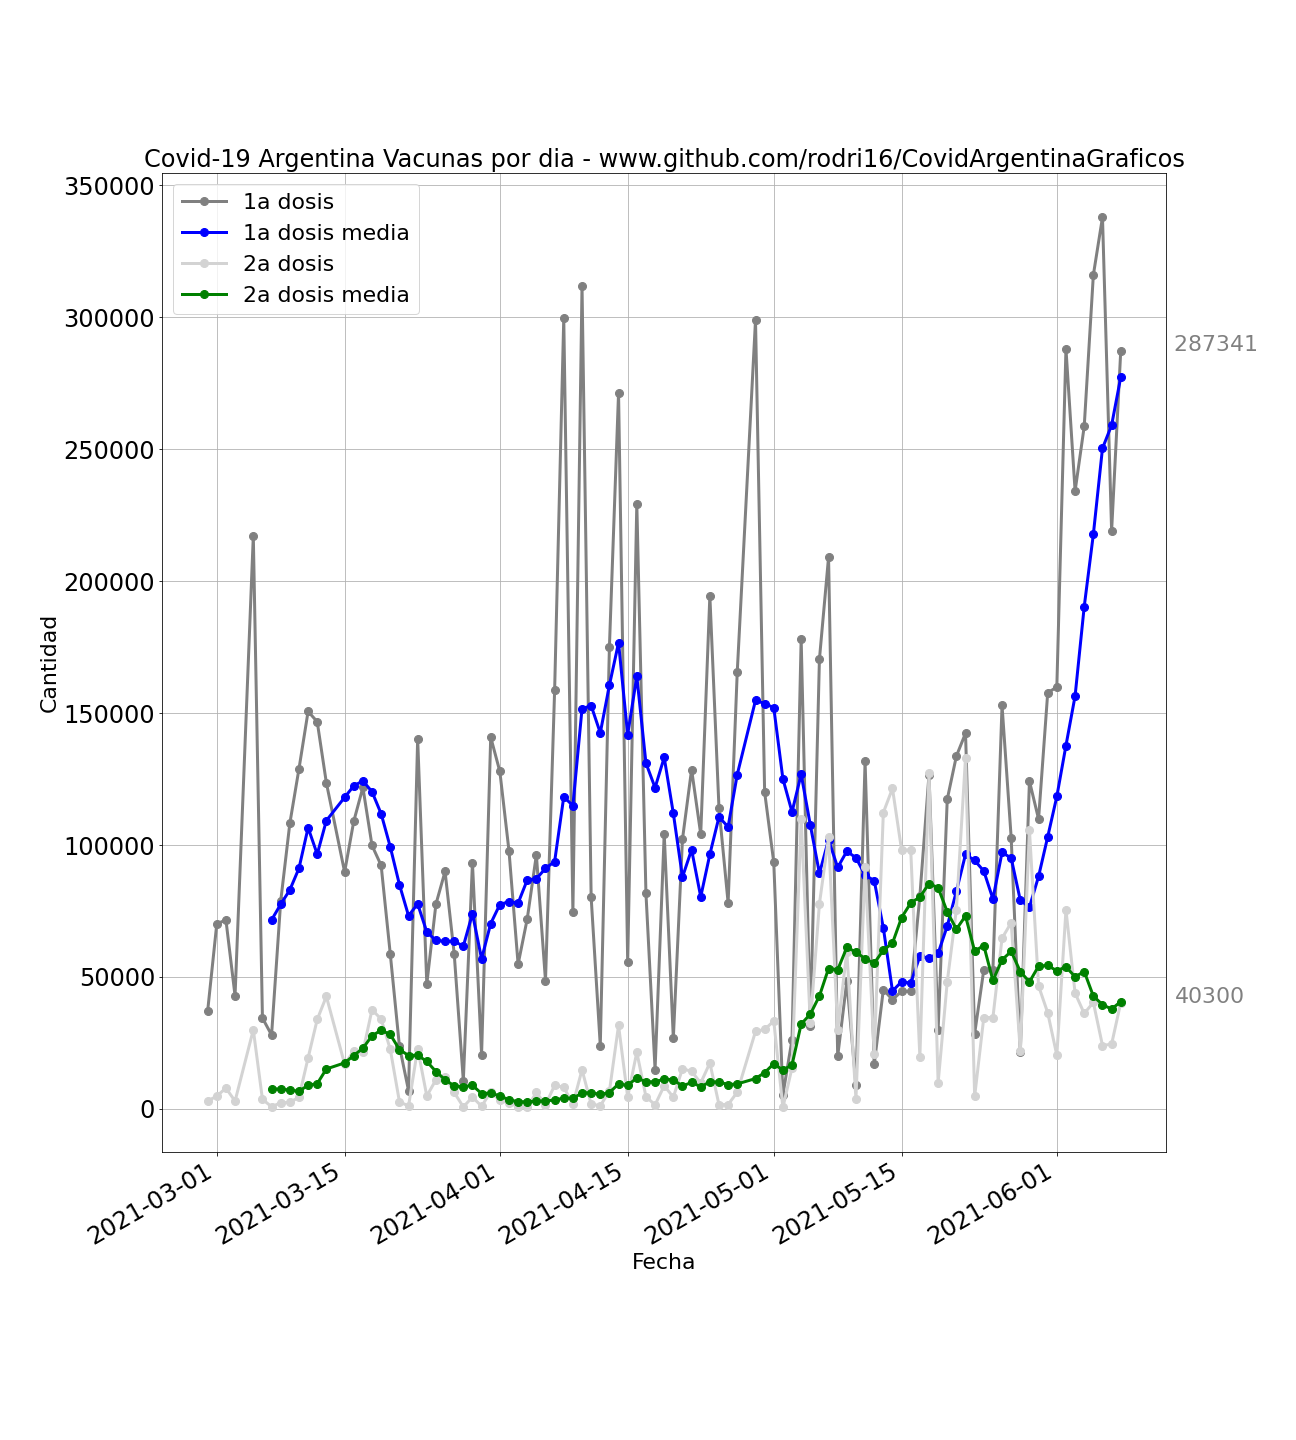 Covid-19 Argentina Vacunas por dia - www.github.com/rodri16/CovidArgentinaGraficos
350000
300000
250000
200000
150000
100000
50000
0
Cantidad
1a dosis
1a dosis media
2a dosis
2a dosis media
287341
40300
2021-03-01
2021-03-15
2021-04-01
2021-04-15
2021-05-01
2021-05-15
2021-06-01
Fecha